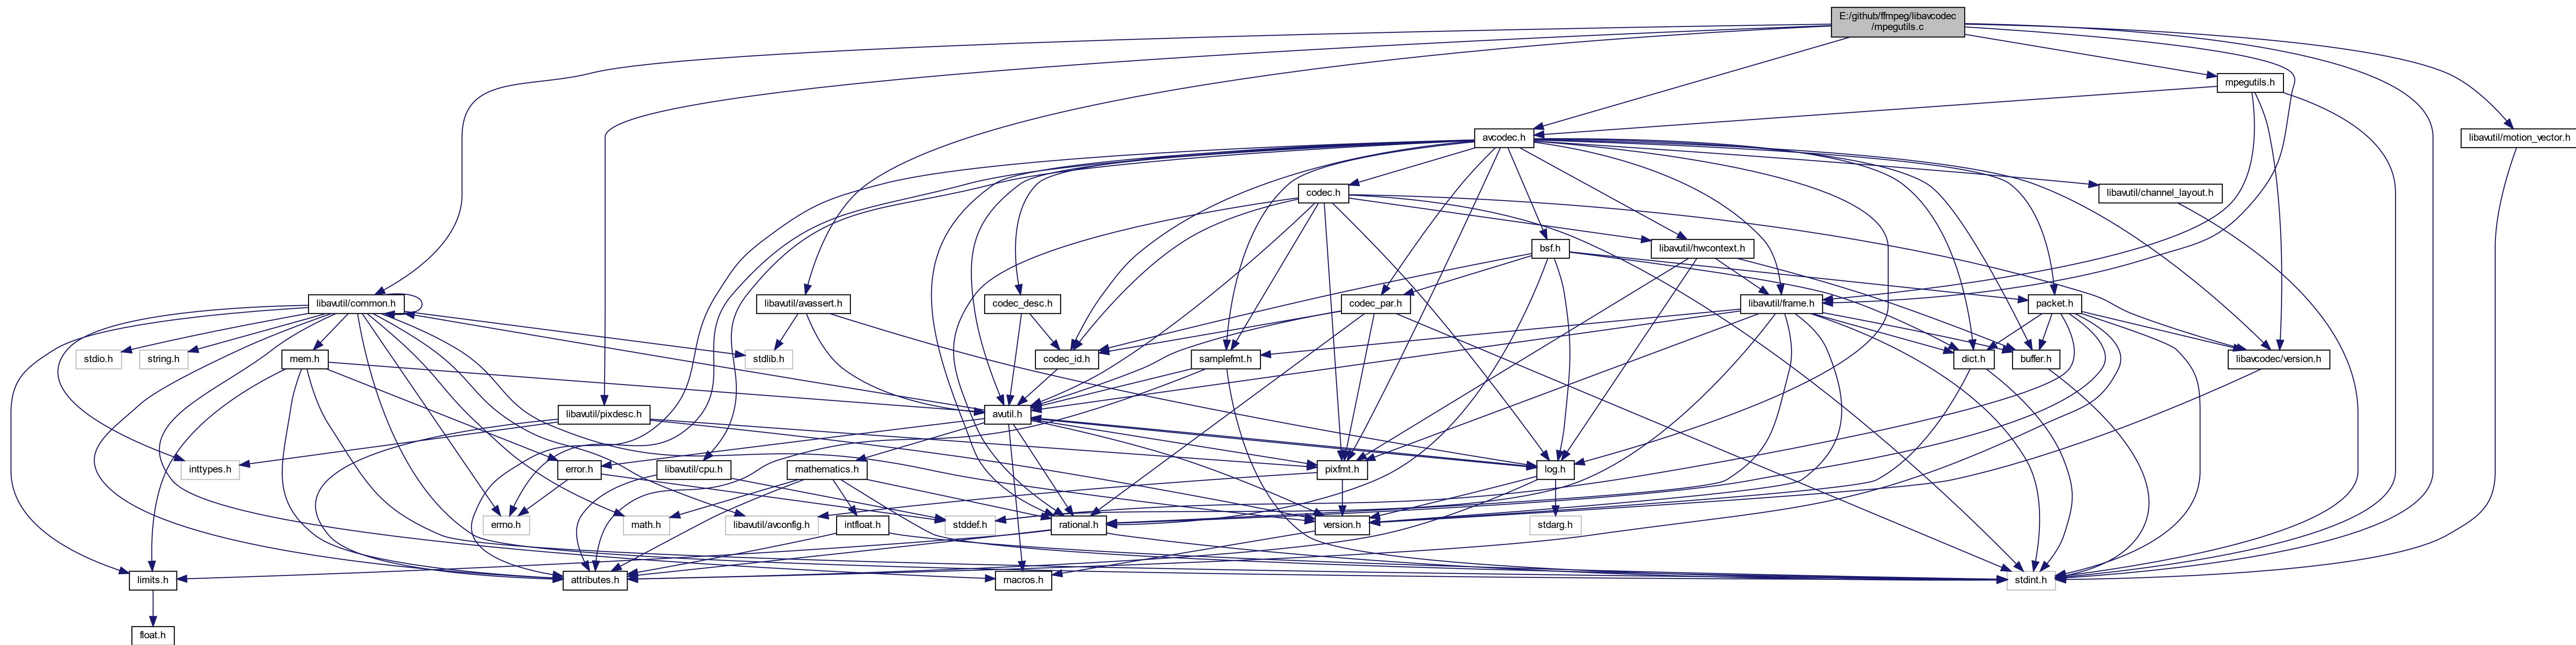 E:/github/ffmpeg/libavcodec
/mpegutils.c
mpegutils.h
avcodec.h
libavutil/motion_vector.h
codec.h
libavutil/channel_layout.h
bsf.h
libavutil/hwcontext.h
libavutil/common.h
libavutil/avassert.h
codec_desc.h
codec_par.h
libavutil/frame.h
packet.h
stdio.h
string.h
mem.h
stdlib.h
codec_id.h
samplefmt.h
dict.h
buffer.h
libavcodec/version.h
libavutil/pixdesc.h
avutil.h
inttypes.h
error.h
libavutil/cpu.h
mathematics.h
pixfmt.h
log.h
errno.h
math.h
libavutil/avconfig.h
intfloat.h
stddef.h
rational.h
version.h
stdarg.h
limits.h
attributes.h
macros.h
stdint.h
float.h